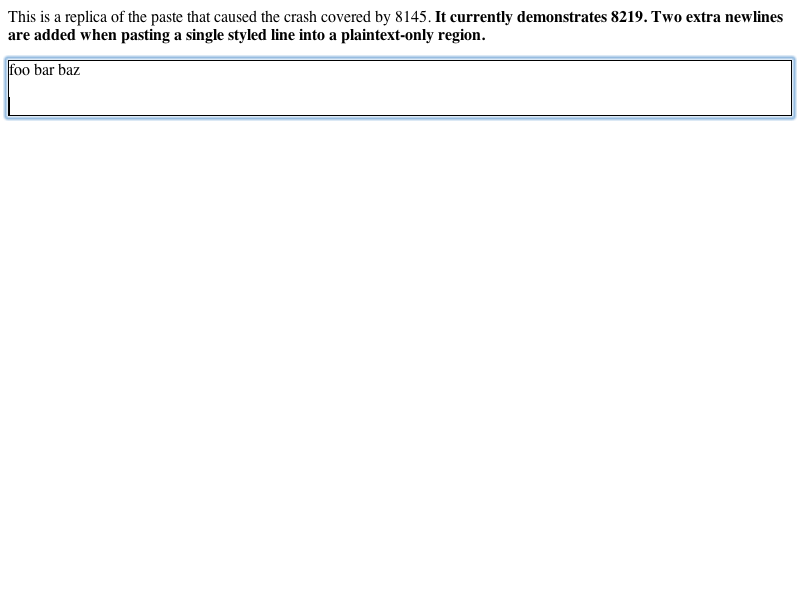 This is a replica of the paste that caused the crash covered by 8145. It currently demonstrates 8219. Two extra newlines
are added when pasting a single styled line into a plaintext-only region.
foo bar baz